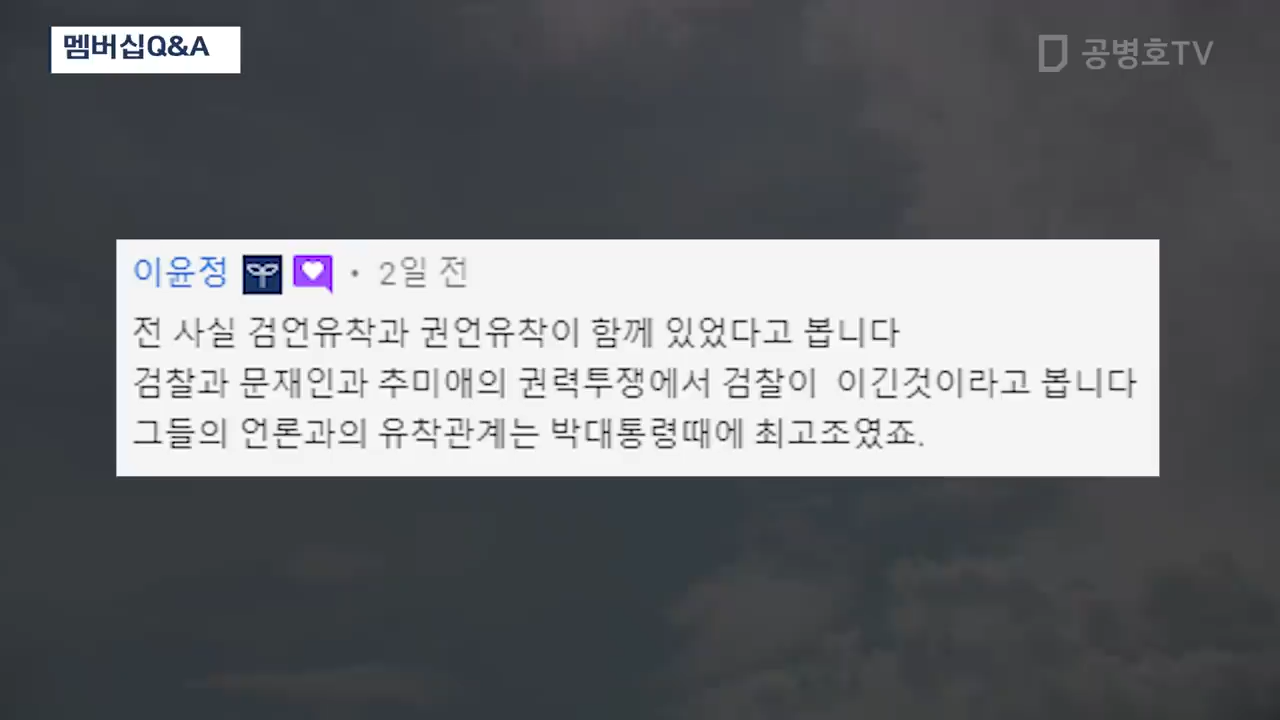 멤버십Q&A
공병호TV
이윤정 • 2일 전
전 사실 검언유착과 권언유착이 함께 있었다고 봅니다
검찰과 문재인과 추미애의 권력투쟁에서 검찰이 이긴것이라고 봅니다
그들의 언론과의 유착관계는 박대통령때에 최고조였죠.